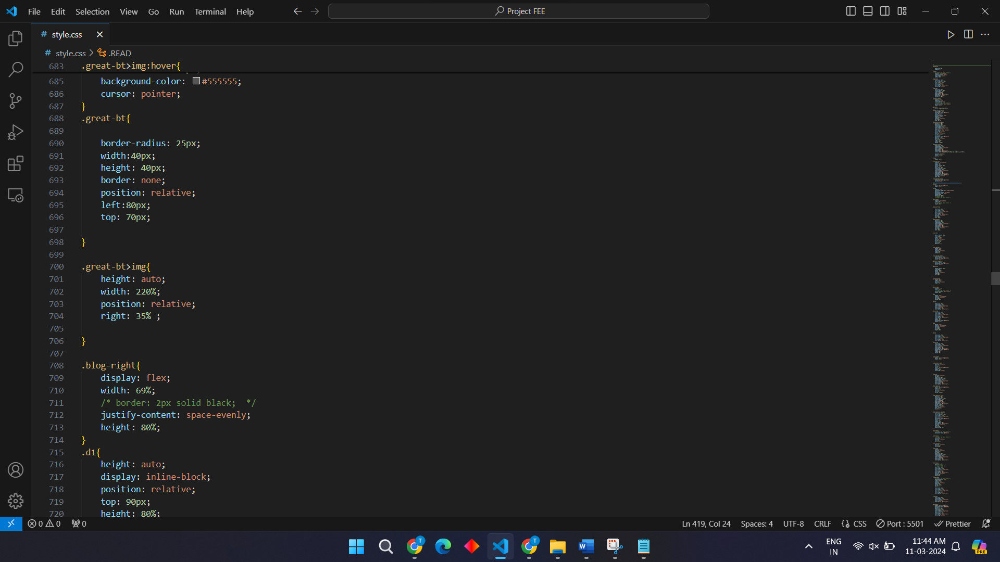 File Edit Selection View Go Run Terminal Help Project FEE
# style.css
# style.css > .READ
683 .great-bt>img:hover{
685 background-color: #555555;
686 cursor: pointer;
687 }
688 .great-bt{
689
690 border-radius: 25px;
691 width:40px;
692 height: 40px;
693 border: none;
694 position: relative;
695 left:80px;
696 top: 70px;
697
698 }
699
700 .great-bt>img{
701 height: auto;
702 width: 220%;
703 position: relative;
704 right: 35% ;
705
706 }
707
708 .blog-right{
709 display: flex;
710 width: 69%;
711 /* border: 2px solid black;  */
712 justify-content: space-evenly;
713 height: 80%;
714 }
715 .d1{
716 height: auto;
717 display: inline-block;
718 position: relative;
719 top: 90px;
720 height: 80%;
0 0 0 Ln 419, Col 24 Spaces: 4 UTF-8 CRLF {} CSS Port : 5501 Prettier
T W T ENG IN 11:44 AM 11-03-2024 PRE